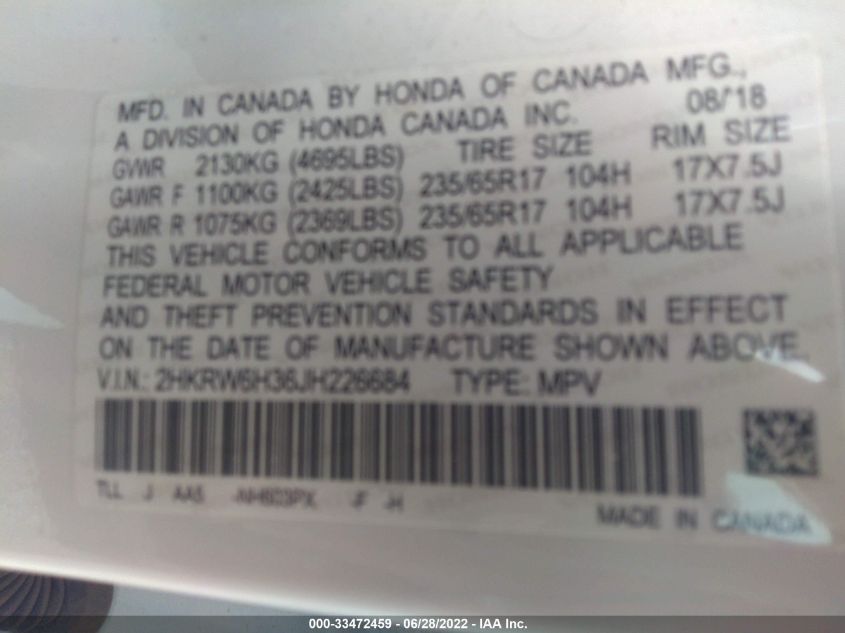 MFD. IN CANADA BY HONDA OF CANADA MFG.,
A DIVISION OF HONDA CANADA INC. 08/18
GVWR 2130KG (4695LBS) TIRE SIZE RIM SIZE
GAWR F 1100KG (2425LBS) 235/65R17 104H 17X7.5J
GAWR R 1075KG (2369LBS) 235/65R17 104H 17X7.5J
THIS VEHICLE CONFORMS TO ALL APPLICABLE
FEDERAL MOTOR VEHICLE SAFETY
AND THEFT PREVENTION STANDARDS IN EFFECT
ON THE DATE OF MANUFACTURE SHOWN ABOVE.
V.I.N.: 2HKRW6H36JH226684 TYPE: MPV
TLL J AA5 -NH603PX -F -H
MADE IN CANADA
000-33472459 - 06/28/2022 - IAA Inc.